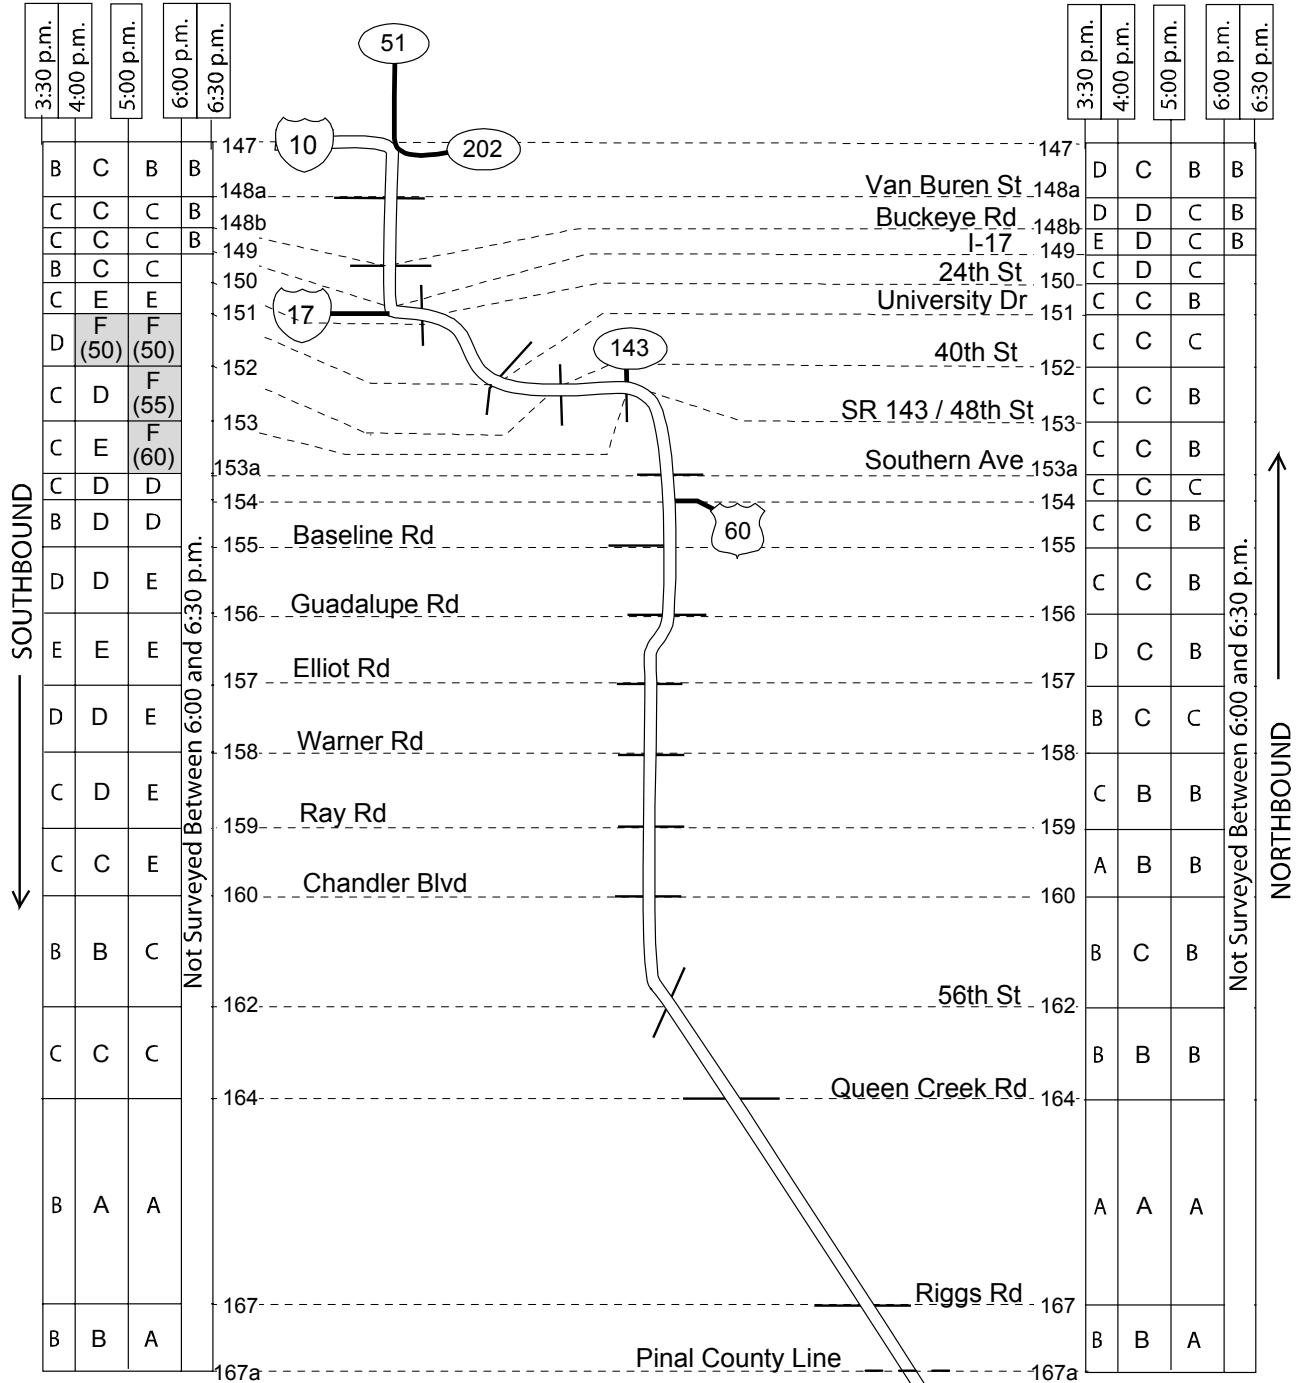 3:30 p.m.
4:00 p.m.
5:00 p.m.
6:00 p.m.
6:30 p.m.
51
10
202
3:30 p.m.
4:00 p.m.
5:00 p.m.
6:00 p.m.
6:30 p.m.
147 147
B C B B
Van Buren St
D C B B
148a 148a
C C C B
Buckeye Rd
D D C B
148b 148b
C C C B
I-17
E D C B
149 149
B C C
24th St
C D C
150 150
C E E
University Dr
C C B
151 151
17
143
D F (50) F (50)
40th St
C C C
152 152
C D F (55)
SR 143 / 48th St
C C B
153 153
C E F (60)
Southern Ave
C C B
153a 153a
C D D
C C C
154 154
60
B D D
Baseline Rd
C C B
155 155
D D E
Guadalupe Rd
C C B
156 156
E E E
Elliot Rd
D C B
157 157
D D E
Warner Rd
B C C
158 158
C D E
Ray Rd
C B B
159 159
C C E
Chandler Blvd
A B B
160 160
B B C
56th St
B C B
162 162
C C C
Queen Creek Rd
B B B
164 164
B A A
Riggs Rd
A A A
167 167
B B A
Pinal County Line
B B A
167a 167a
SOUTHBOUND
Not Surveyed Between 6:00 and 6:30 p.m.
Not Surveyed Between 6:00 and 6:30 p.m.
NORTHBOUND